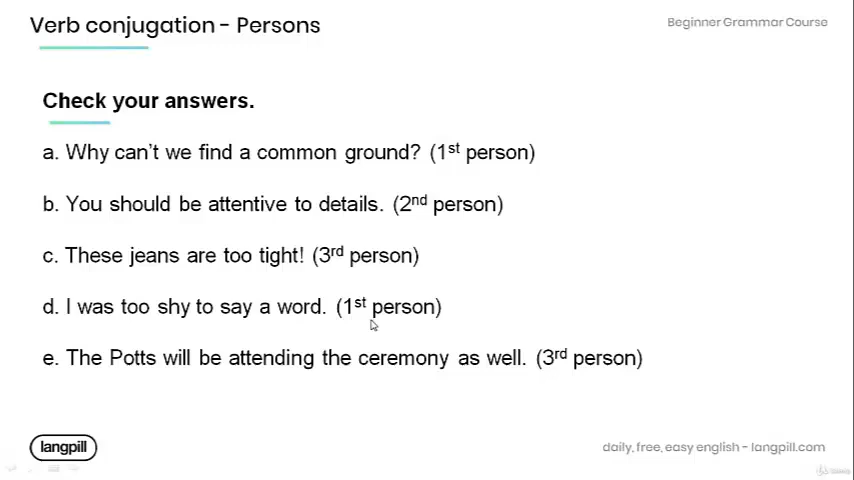 Verb conjugation - Persons
Beginner Grammar Course
Check your answers.
a. Why can't we find a common ground? (1st person)
b. You should be attentive to details. (2nd person)
c. These jeans are too tight! (3rd person)
d. I was too shy to say a word. (1st person)
e. The Potts will be attending the ceremony as well. (3rd person)
langpill
daily, free, easy english - langpill.com
Udemy